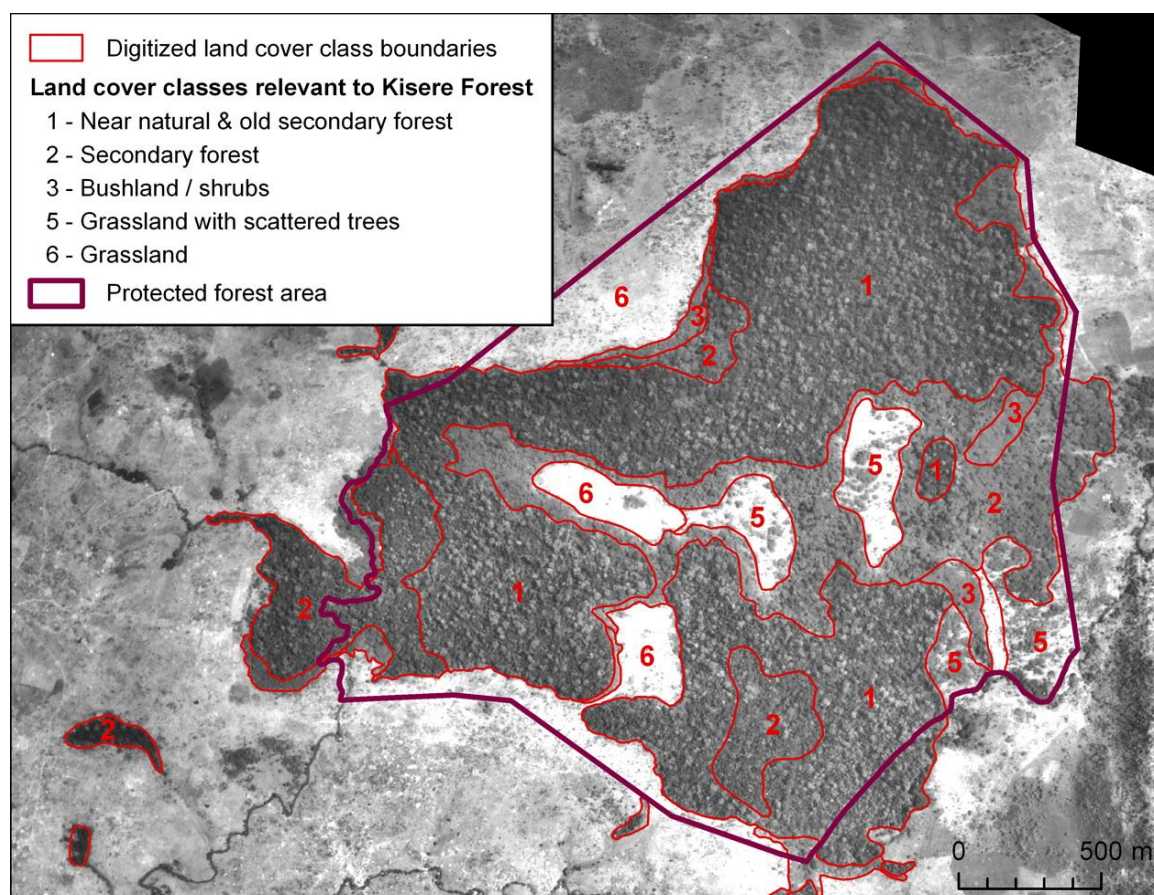 Digitized land cover class boundaries
Land cover classes relevant to Kisere Forest
1 - Near natural & old secondary forest
2 - Secondary forest
3 - Bushland / shrubs
5 - Grassland with scattered trees
6 - Grassland
Protected forest area
1
6
3
2
3
5
1
6
5
2
1
3
2
5
5
6
1
2
2
0 500 m